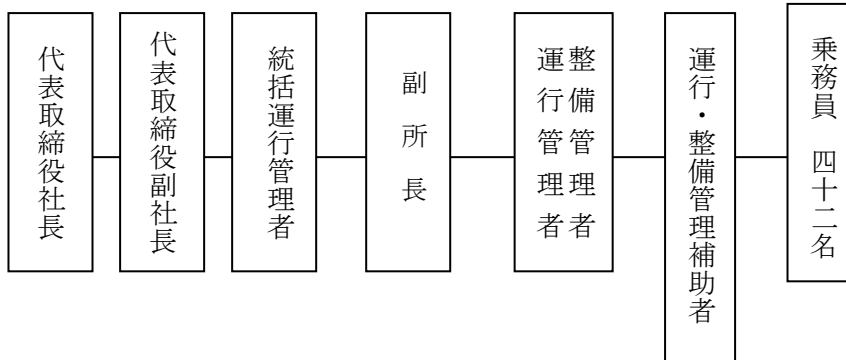 代表取締役社長
代表取締役副社長
統括運行管理者
副所長
整備管理者
運行管理者
運行・整備管理補助者
乗務員 四十二名